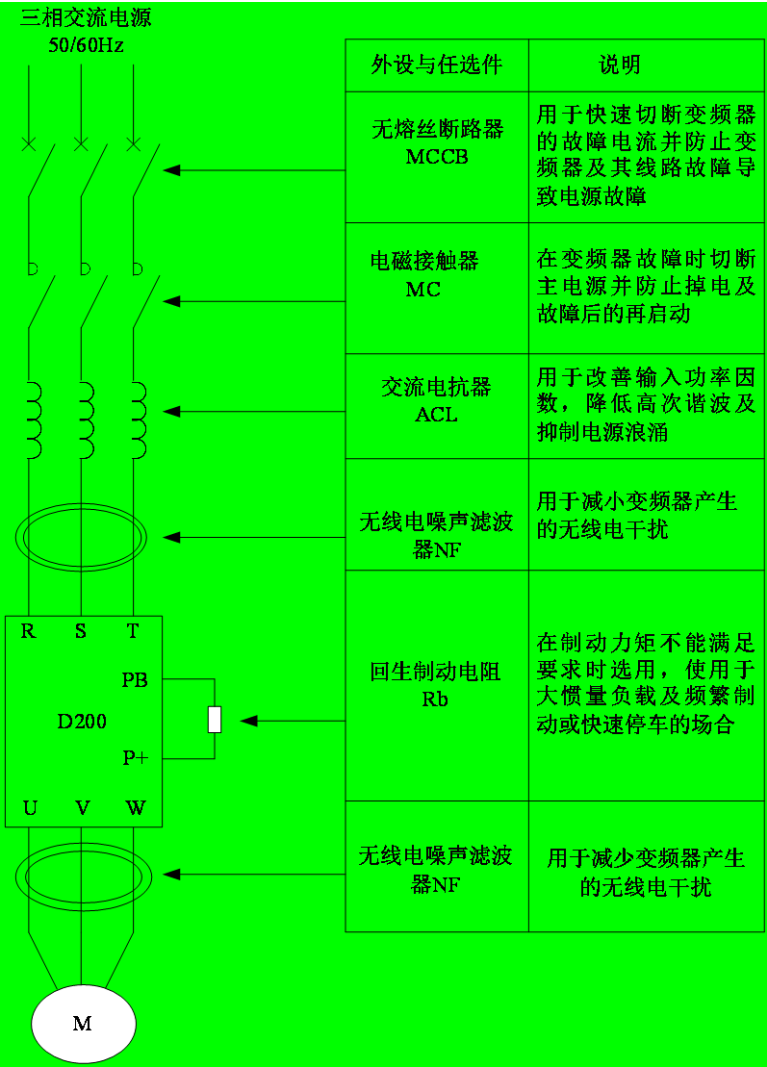 三相交流电源
50/60Hz
外设与任选件
说明
无熔丝断路器
MCCB
用于快速切断变频器
的故障电流并防止变
频器及其线路故障导
致电源故障
电磁接触器
MC
在变频器故障时切断
主电源并防止掉电及
故障后的再启动
交流电抗器
ACL
用于改善输入功率因
数，降低高次谐波及
抑制电源浪涌
无线电噪声滤波
器NF
用于减小变频器产生
的无线电干扰
R S T
PB
D200
P+
U V W
回生制动电阻
Rb
在制动力矩不能满足
要求时选用，使用于
大惯量负载及频繁制
动或快速停车的场合
无线电噪声滤波
器NF
用于减少变频器产生
的无线电干扰
M